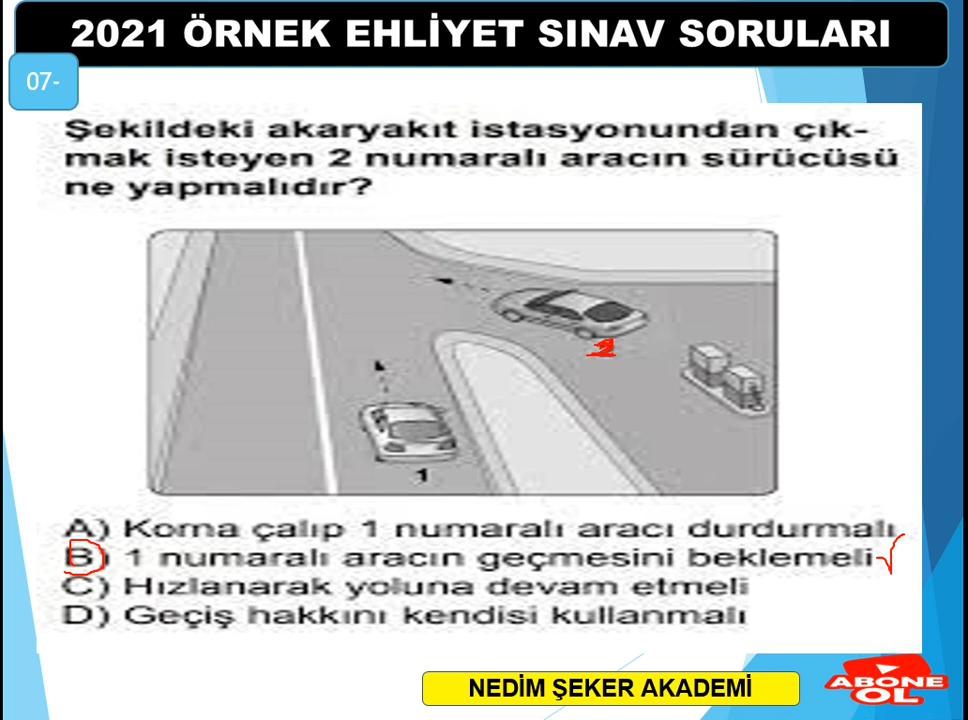 2021 ÖRNEK EHLİYET SINAV SORULARI
07-
Şekildeki akaryakıt istasyonundan çık-
mak isteyen 2 numaralı aracın sürücüsü
ne yapmalıdır?
2
1
A) Korna çalıp 1 numaralı aracı durdurmalı
B) 1 numaralı aracın geçmesini beklemeli
C) Hızlanarak yoluna devam etmeli
D) Geçiş hakkını kendisi kullanmalı
NEDİM ŞEKER AKADEMİ
ABONE
OL